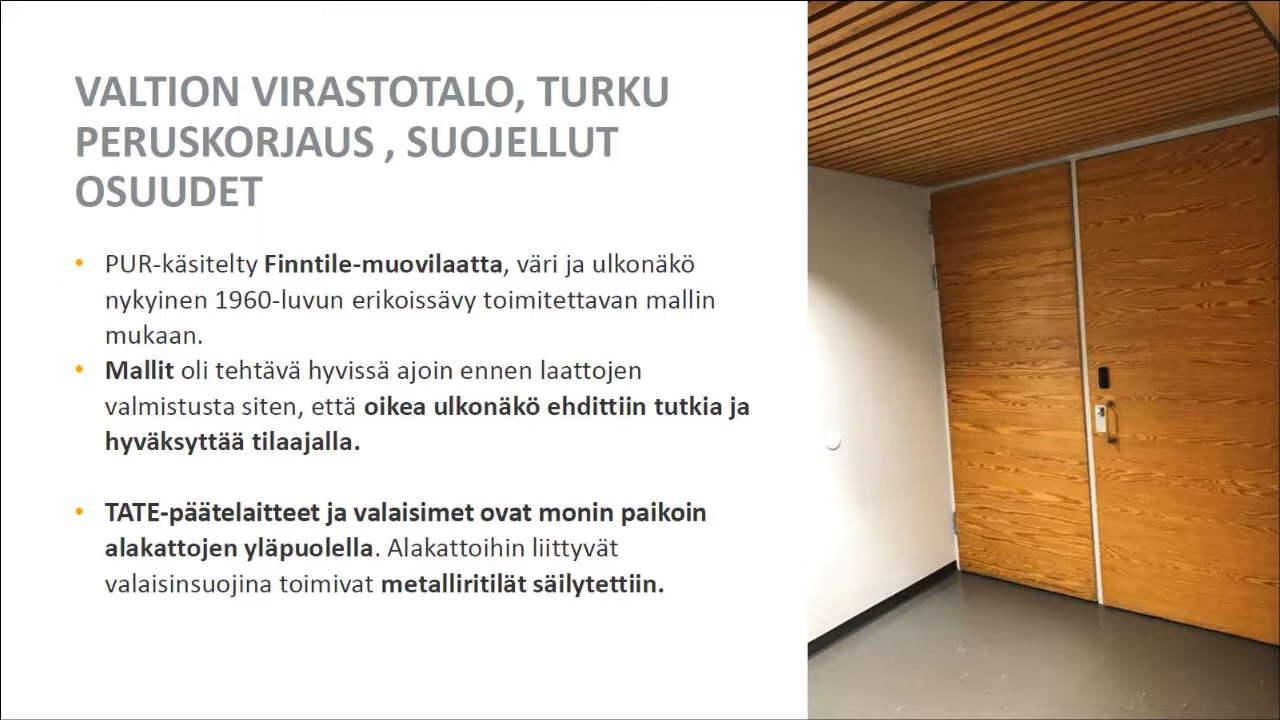 VALTION VIRASTOTALO, TURKU
PERUSKORJAUS , SUOJELLUT
OSUUDET
• PUR-käsitelty Finntile-muovilaatta, väri ja ulkonäkö
nykyinen 1960-luvun erikoissävy toimitettavan mallin
mukaan.
• Mallit oli tehtävä hyvissä ajoin ennen laattojen
valmistusta siten, että oikea ulkonäkö ehdittiin tutkia ja
hyväksyttää tilaajalla.
• TATE-päätelaitteet ja valaisimet ovat monin paikoin
alakattojen yläpuolella. Alakattoihin liittyvät
valaisinsuojina toimivat metalliritilät säilytettiin.